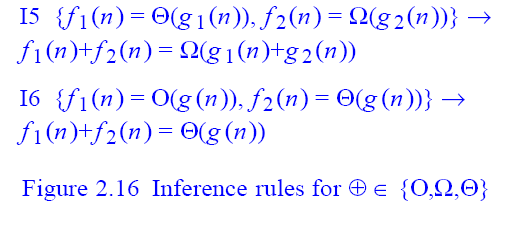 I5 {f1(n) = Θ(g1(n)), f2(n) = Ω(g2(n))} →
f1(n)+f2(n) = Ω(g1(n)+g2(n))
I6 {f1(n) = O(g(n)), f2(n) = Θ(g(n))} →
f1(n)+f2(n) = Θ(g(n))
Figure 2.16 Inference rules for ⊕ ∈ {O,Ω,Θ}